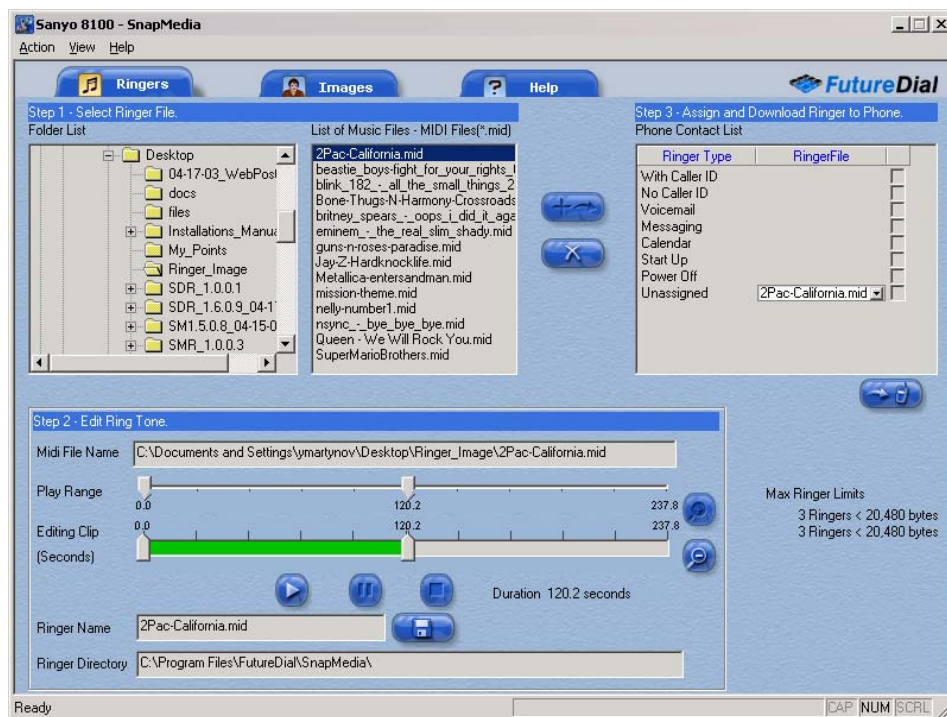 Sanyo 8100 - SnapMedia
Action View Help
Ringers
Images
? Help
FutureDial
Step 1 - Select Ringer File.
Folder List
Desktop
04-17-03_WebPost
docs
files
Installations_Manua
My_Points
Ringer_Image
SDR_1.0.0.1
SDR_1.6.0.9_04-1
SM1.5.0.8_04-15-0
SMR_1.0.0.3
List of Music Files - MIDI Files(*.mid)
2Pac-California.mid
beastie_boys-fight_for_your_rights_
blink_182_-_all_the_small_things_2
Bone-Thugs-N-Harmony-Crossroads
britney_spears_-_oops_i_did_it_aga
eminem_-_the_real_slim_shady.mid
guns-n-roses-paradise.mid
Jay-Z-Hardknocklife.mid
Metallica-entersandman.mid
mission-theme.mid
nelly-number1.mid
nsync_-_bye_bye_bye.mid
Queen - We Will Rock You.mid
SuperMarioBrothers.mid
Step 3 - Assign and Download Ringer to Phone.
Phone Contact List
Ringer Type RingerFile
With Caller ID
No Caller ID
Voicemail
Messaging
Calendar
Start Up
Power Off
Unassigned 2Pac-California.mid
Step 2 - Edit Ring Tone.
Midi File Name C:\Documents and Settings\ymartynov\Desktop\Ringer_Image\2Pac-California.mid
Play Range
0.0 120.2 237.8
Editing Clip
(Seconds)
0.0 120.2 237.8
Duration 120.2 seconds
Ringer Name 2Pac-California.mid
Ringer Directory C:\Program Files\FutureDial\SnapMedia\
Max Ringer Limits
3 Ringers < 20,480 bytes
3 Ringers < 20,480 bytes
Ready
CAP NUM SCRL